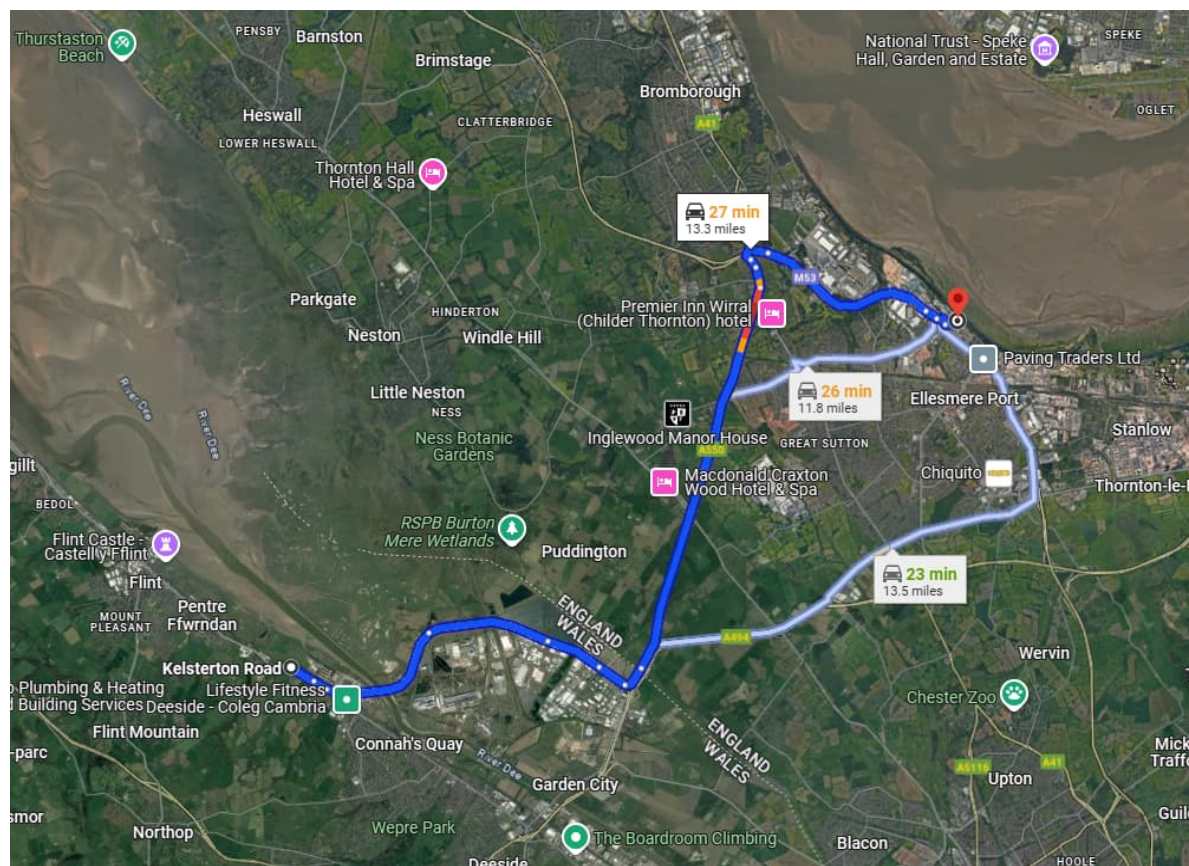 Thurstaston
Beach
PENSBY
Barnston
Brimstage
National Trust - Speke
Hall, Garden and Estate
SPEKE
Bromborough
OGLET
Heswall
CLATTERBRIDGE
A41
LOWER HESWALL
Thornton Hall
Hotel & Spa
27 min
13.3 miles
M53
Parkgate
HINDERTON
Premier Inn Wirral
(Childer Thornton) hotel
Neston
Windle Hill
Paving Traders Ltd
River Dee
River Dee
Little Neston
NESS
26 min
11.8 miles
Ellesmere Port
Ness Botanic
Gardens
Inglewood Manor House
GREAT SUTTON
Stanlow
A550
gillt
Macdonald Craxton
Wood Hotel & Spa
Chiquito
Thornton-le-
BEDOL
RSPB Burton
Mere Wetlands
Flint Castle -
Castell y Fflint
Puddington
Flint
23 min
13.5 miles
MOUNT
PLEASANT
Pentre
Ffwrndan
ENGLAND
WALES
A494
Wervin
Kelsterton Road
o Plumbing & Heating
d Building Services
Lifestyle Fitness
Deeside - Coleg Cambria
Chester Zoo
Flint Mountain
Connah's Quay
ENGLAND
WALES
-parc
River Dee
Mick
Traffo
A5116
A41
Garden City
Upton
smor
Northop
Wepre Park
The Boardroom Climbing
Blacon
Guil
Deeside
HOOLE